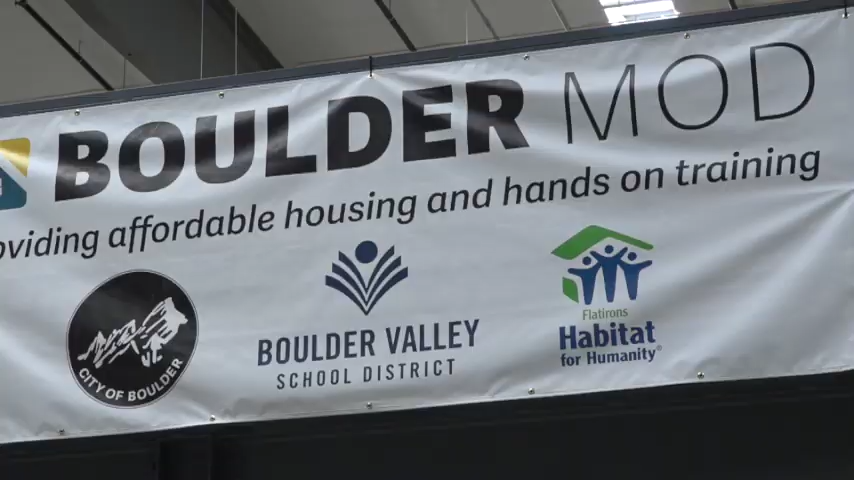 BOULDER MOD
oviding affordable housing and hands on training
CITY OF BOULDER
BOULDER VALLEY
SCHOOL DISTRICT
Flatirons
Habitat
for Humanity®